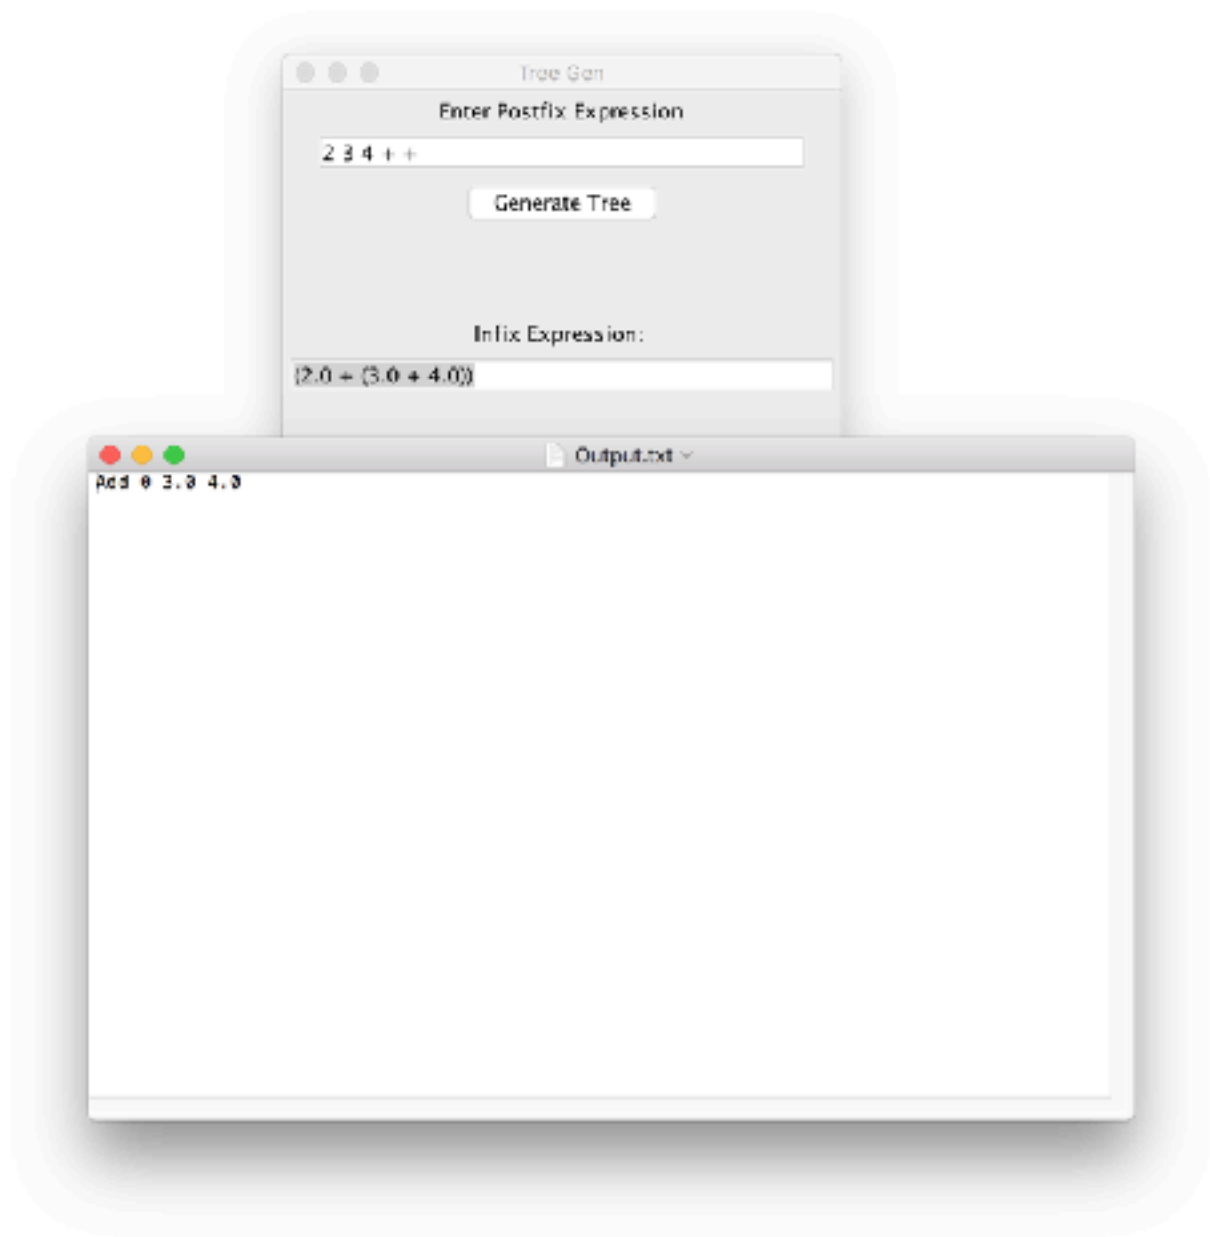 Tree Gen
Enter Postfix Expression
2 3 4 + +
Generate Tree
Infix Expression:
(2.0 + (3.0 + 4.0))
Output.txt
Add 0 3.0 4.0